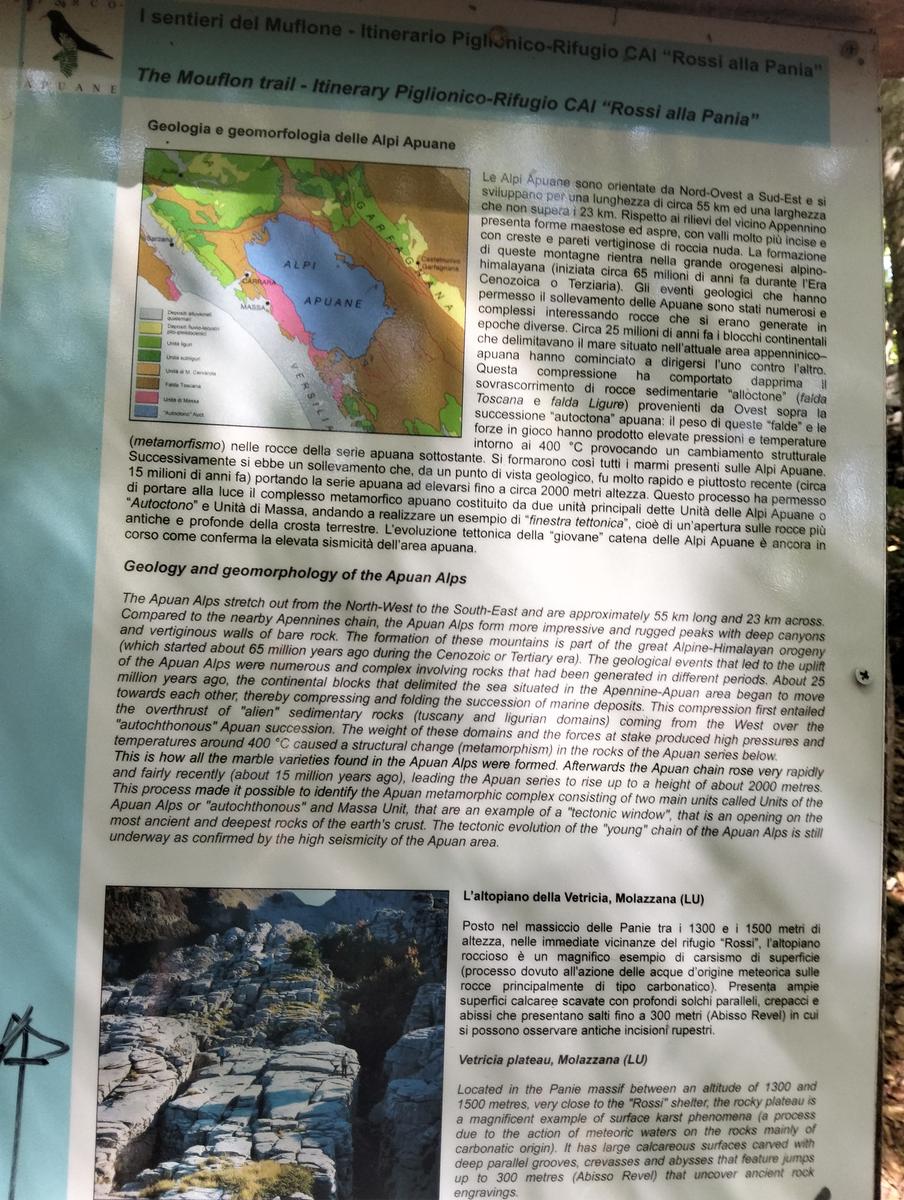 PARCO
APUANE
I sentieri del Muflone - Itinerario Piglionico-Rifugio CAI “Rossi alla Pania”
The Mouflon trail - Itinerary Piglionico-Rifugio CAI “Rossi alla Pania”
Geologia e geomorfologia delle Alpi Apuane
GARFAGNANA
Sarzana
Castelnuovo
Garfagnana
ALPI
APUANE
CARRARA
MASSA
VERSILIA
Depositi alluvionali
quaternari
Depositi fluvio-lacustri
plio-pleistocenici
Unità liguri
Unità subliguri
Unità di M. Cervarola
Falda Toscana
Unità di Massa
"Autoctono" Auct.
Le Alpi Apuane sono orientate da Nord-Ovest a Sud-Est e si
sviluppano per una lunghezza di circa 55 km ed una larghezza
che non supera i 23 km. Rispetto ai rilievi del vicino Appennino
presenta forme maestose ed aspre, con valli molto più incise e
con creste e pareti vertiginose di roccia nuda. La formazione
di queste montagne rientra nella grande orogenesi alpino-
himalayana (iniziata circa 65 milioni di anni fa durante l’Era
Cenozoica o Terziaria). Gli eventi geologici che hanno
permesso il sollevamento delle Apuane sono stati numerosi e
complessi interessando rocce che si erano generate in
epoche diverse. Circa 25 milioni di anni fa i blocchi continentali
che delimitavano il mare situato nell’attuale area appenninico–
apuana hanno cominciato a dirigersi l’uno contro l’altro.
Questa compressione ha comportato dapprima il
sovrascorrimento di rocce sedimentarie “alloctone” (falda
Toscana e falda Ligure) provenienti da Ovest sopra la
successione “autoctona” apuana: il peso di queste “falde” e le
forze in gioco hanno prodotto elevate pressioni e temperature
intorno ai 400 °C provocando un cambiamento strutturale
(metamorfismo) nelle rocce della serie apuana sottostante. Si formarono così tutti i marmi presenti sulle Alpi Apuane.
Successivamente si ebbe un sollevamento che, da un punto di vista geologico, fu molto rapido e piuttosto recente (circa
15 milioni di anni fa) portando la serie apuana ad elevarsi fino a circa 2000 metri altezza. Questo processo ha permesso
di portare alla luce il complesso metamorfico apuano costituito da due unità principali dette Unità delle Alpi Apuane o
“Autoctono” e Unità di Massa, andando a realizzare un esempio di “finestra tettonica”, cioè di un’apertura sulle rocce più
antiche e profonde della crosta terrestre. L’evoluzione tettonica della “giovane” catena delle Alpi Apuane è ancora in
corso come conferma la elevata sismicità dell’area apuana.
Geology and geomorphology of the Apuan Alps
The Apuan Alps stretch out from the North-West to the South-East and are approximately 55 km long and 23 km across.
Compared to the nearby Apennines chain, the Apuan Alps form more impressive and rugged peaks with deep canyons
and vertiginous walls of bare rock. The formation of these mountains is part of the great Alpine-Himalayan orogeny
(which started about 65 million years ago during the Cenozoic or Tertiary era). The geological events that led to the uplift
of the Apuan Alps were numerous and complex involving rocks that had been generated in different periods. About 25
million years ago, the continental blocks that delimited the sea situated in the Apennine-Apuan area began to move
towards each other, thereby compressing and folding the succession of marine deposits. This compression first entailed
the overthrust of "alien" sedimentary rocks (tuscany and ligurian domains) coming from the West over the
"autochthonous" Apuan succession. The weight of these domains and the forces at stake produced high pressures and
temperatures around 400 °C caused a structural change (metamorphism) in the rocks of the Apuan series below.
This is how all the marble varieties found in the Apuan Alps were formed. Afterwards the Apuan chain rose very rapidly
and fairly recently (about 15 million years ago), leading the Apuan series to rise up to a height of about 2000 metres.
This process made it possible to identify the Apuan metamorphic complex consisting of two main units called Units of the
Apuan Alps or "autochthonous" and Massa Unit, that are an example of a "tectonic window", that is an opening on the
most ancient and deepest rocks of the earth's crust. The tectonic evolution of the "young" chain of the Apuan Alps is still
underway as confirmed by the high seismicity of the Apuan area.
L’altopiano della Vetricia, Molazzana (LU)
Posto nel massiccio delle Panie tra i 1300 e i 1500 metri di
altezza, nelle immediate vicinanze del rifugio “Rossi”, l’altopiano
roccioso è un magnifico esempio di carsismo di superficie
(processo dovuto all’azione delle acque d’origine meteorica sulle
rocce principalmente di tipo carbonatico). Presenta ampie
superfici calcaree scavate con profondi solchi paralleli, crepacci e
abissi che presentano salti fino a 300 metri (Abisso Revel) in cui
si possono osservare antiche incisioni rupestri.
Vetricia plateau, Molazzana (LU)
Located in the Panie massif between an altitude of 1300 and
1500 metres, very close to the "Rossi" shelter, the rocky plateau is
a magnificent example of surface karst phenomena (a process
due to the action of meteoric waters on the rocks mainly of
carbonatic origin). It has large calcareous surfaces carved with
deep parallel grooves, crevasses and abysses that feature jumps
up to 300 metres (Abisso Revel) that uncover ancient rock
engravings.